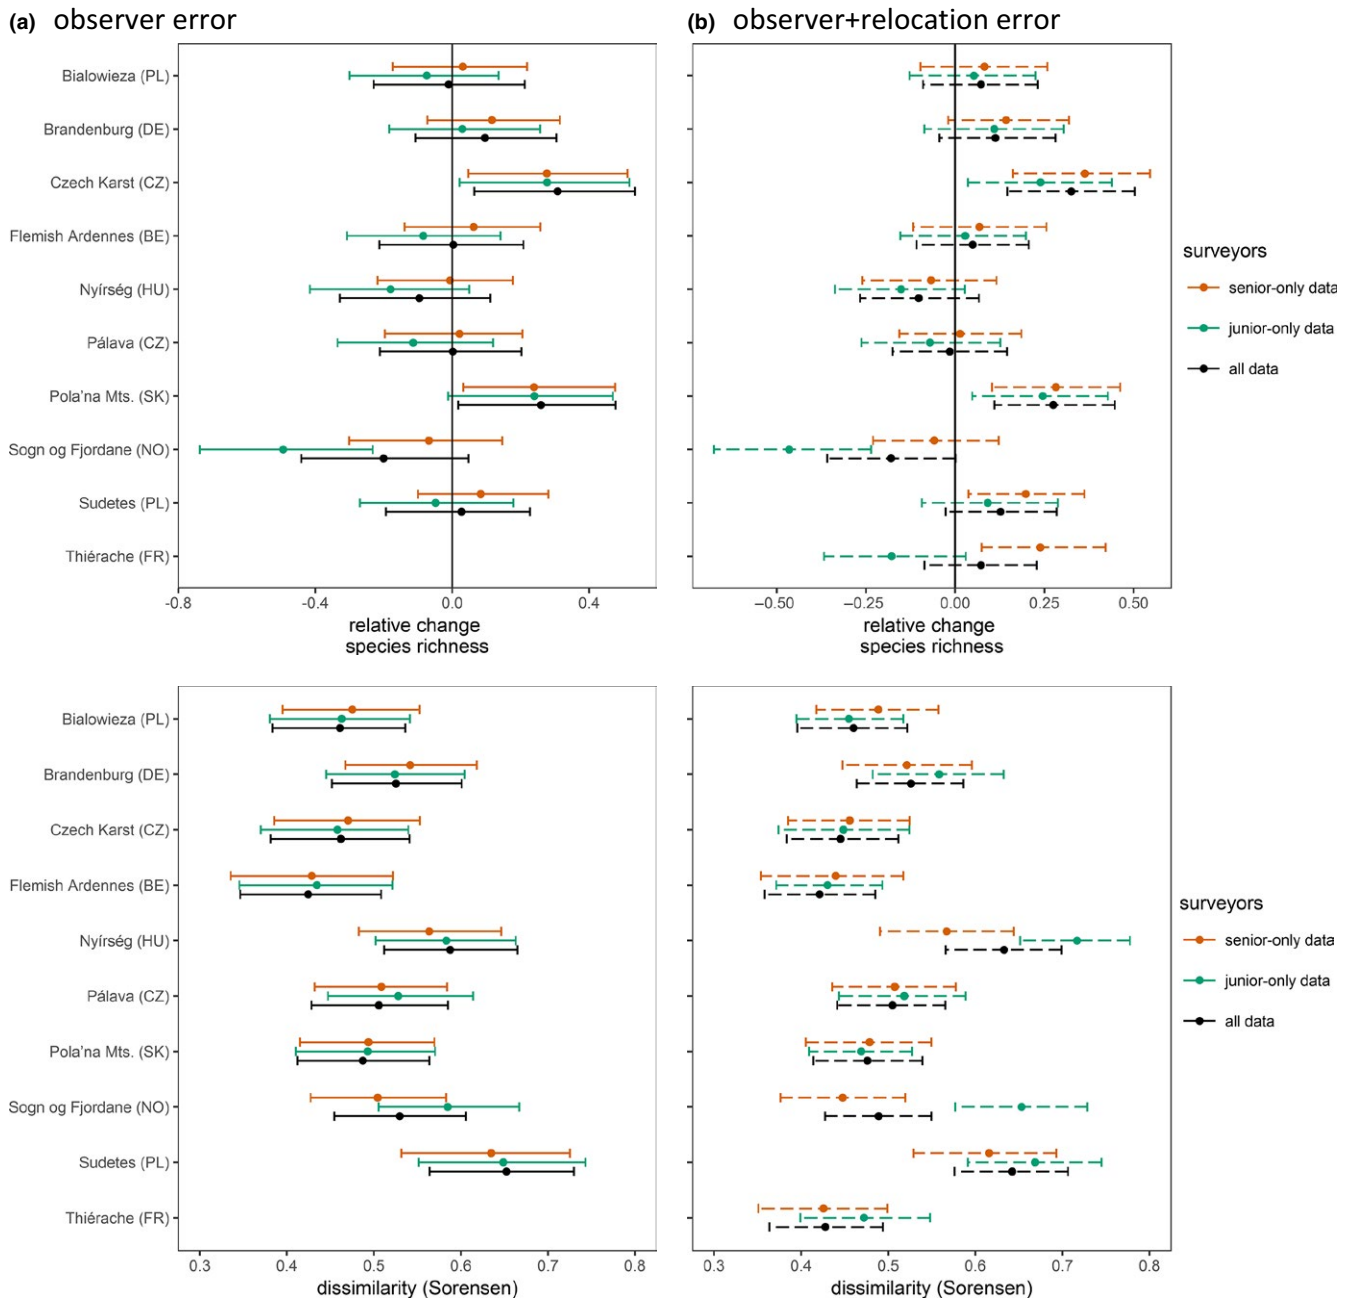 (a) observer error
(b) observer+relocation error
Bialowieza (PL)
Brandenburg (DE)
Czech Karst (CZ)
Flemish Ardennes (BE)
Nyírség (HU)
Pálava (CZ)
Pola'na Mts. (SK)
Sogn og Fjordane (NO)
Sudetes (PL)
Thiérache (FR)
-0.8 -0.4 0.0 0.4
relative change
species richness
−0.50 −0.25 0.00 0.25 0.50
relative change
species richness
surveyors
senior-only data
junior-only data
all data
Bialowieza (PL)
Brandenburg (DE)
Czech Karst (CZ)
Flemish Ardennes (BE)
Nyírség (HU)
Pálava (CZ)
Pola'na Mts. (SK)
Sogn og Fjordane (NO)
Sudetes (PL)
Thiérache (FR)
0.3 0.4 0.5 0.6 0.7 0.8
dissimilarity (Sorensen)
0.3 0.4 0.5 0.6 0.7 0.8
dissimilarity (Sorensen)
surveyors
senior-only data
junior-only data
all data